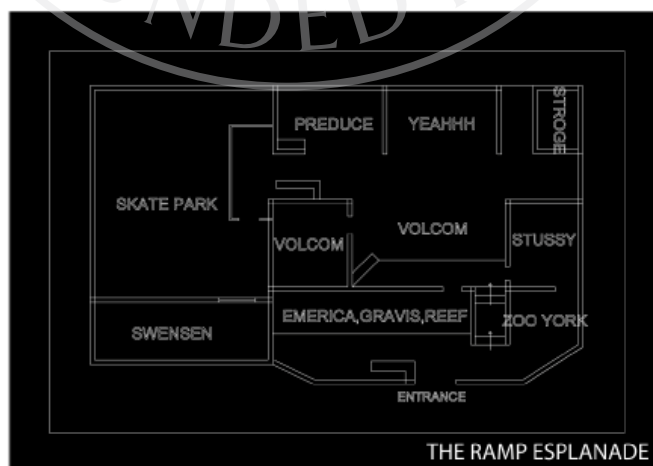 NDED
PREDUCE
YEAHHH
STROGE
SKATE PARK
VOLCOM
VOLCOM
STUSSY
EMERICA,GRAVIS,REEF
ZOO YORK
SWENSEN
ENTRANCE
THE RAMP ESPLANADE